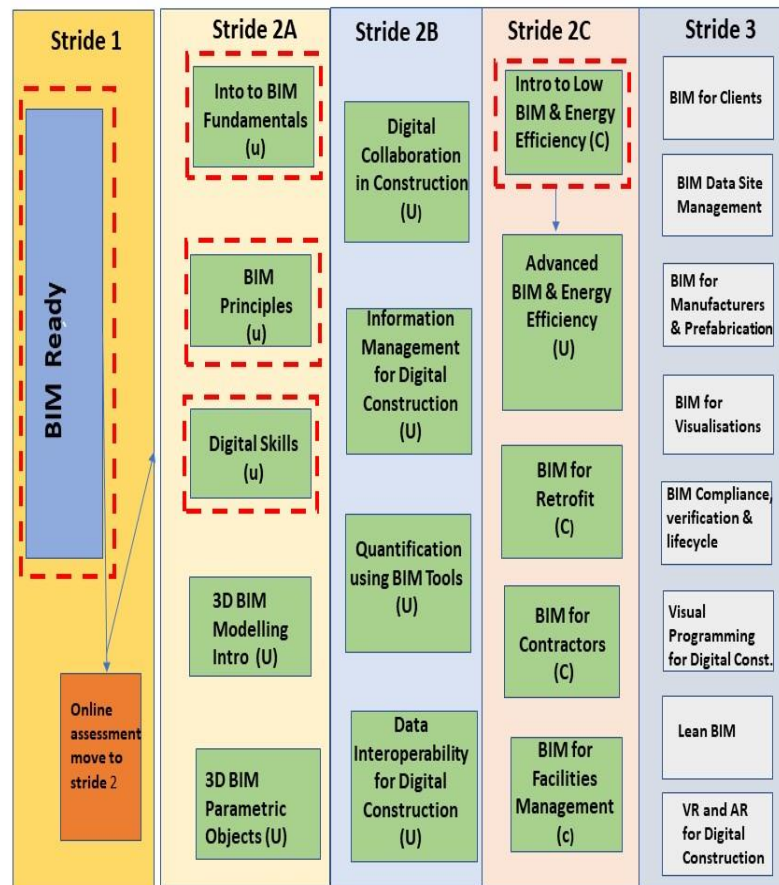 Stride 1
BIM Ready
Online
assessment
move to
stride 2
Stride 2A
Into to BIM
Fundamentals
(u)
BIM
Principles
(u)
Digital Skills
(u)
3D BIM
Modelling
Intro (U)
3D BIM
Parametric
Objects (U)
Stride 2B
Digital
Collaboration
in Construction
(U)
Information
Management
for Digital
Construction
(U)
Quantification
using BIM Tools
(U)
Data
Interoperability
for Digital
Construction
(U)
Stride 2C
Intro to Low
BIM & Energy
Efficiency (C)
Advanced
BIM & Energy
Efficiency
(U)
BIM for
Retrofit
(C)
BIM for
Contractors
(C)
BIM for
Facilities
Management
(c)
Stride 3
BIM for Clients
BIM Data Site
Management
BIM for
Manufacturers
& Prefabrication
BIM for
Visualisations
BIM Compliance,
verification &
lifecycle
Visual
Programming
for Digital Const.
Lean BIM
VR and AR
for Digital
Construction